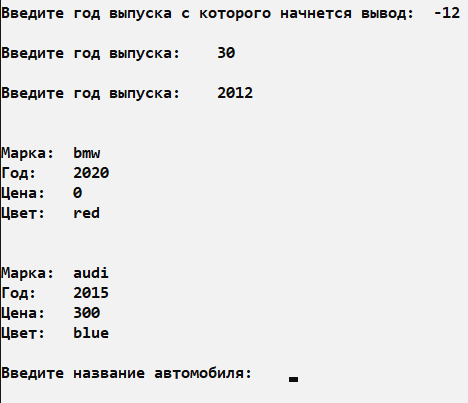 Введите год выпуска с которого начнется вывод:  -12
Введите год выпуска:    30
Введите год выпуска:    2012
Марка:  bmw
Год:    2020
Цена:   0
Цвет:   red
Марка:  audi
Год:    2015
Цена:   300
Цвет:   blue
Введите название автомобиля: